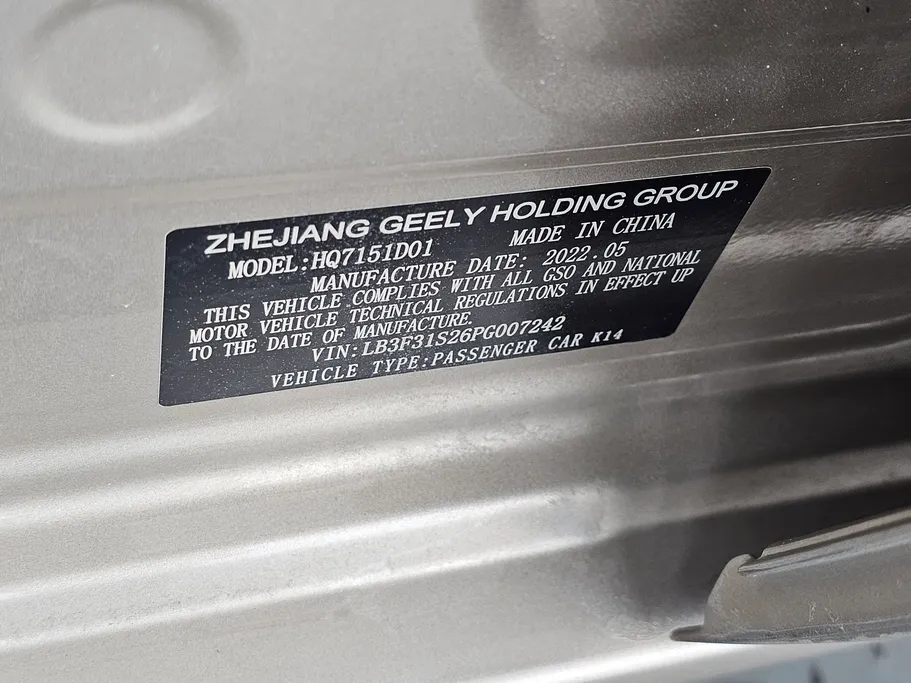 ZHEJIANG GEELY HOLDING GROUP
MODEL:HQ7151D01 MADE IN CHINA
MANUFACTURE DATE: 2022.05
THIS VEHICLE COMPLIES WITH ALL GSO AND NATIONAL
MOTOR VEHICLE TECHNICAL REGULATIONS IN EFFECT UP
TO THE DATE OF MANUFACTURE.
VIN:LB3F31S26PG007242
VEHICLE TYPE:PASSENGER CAR K14